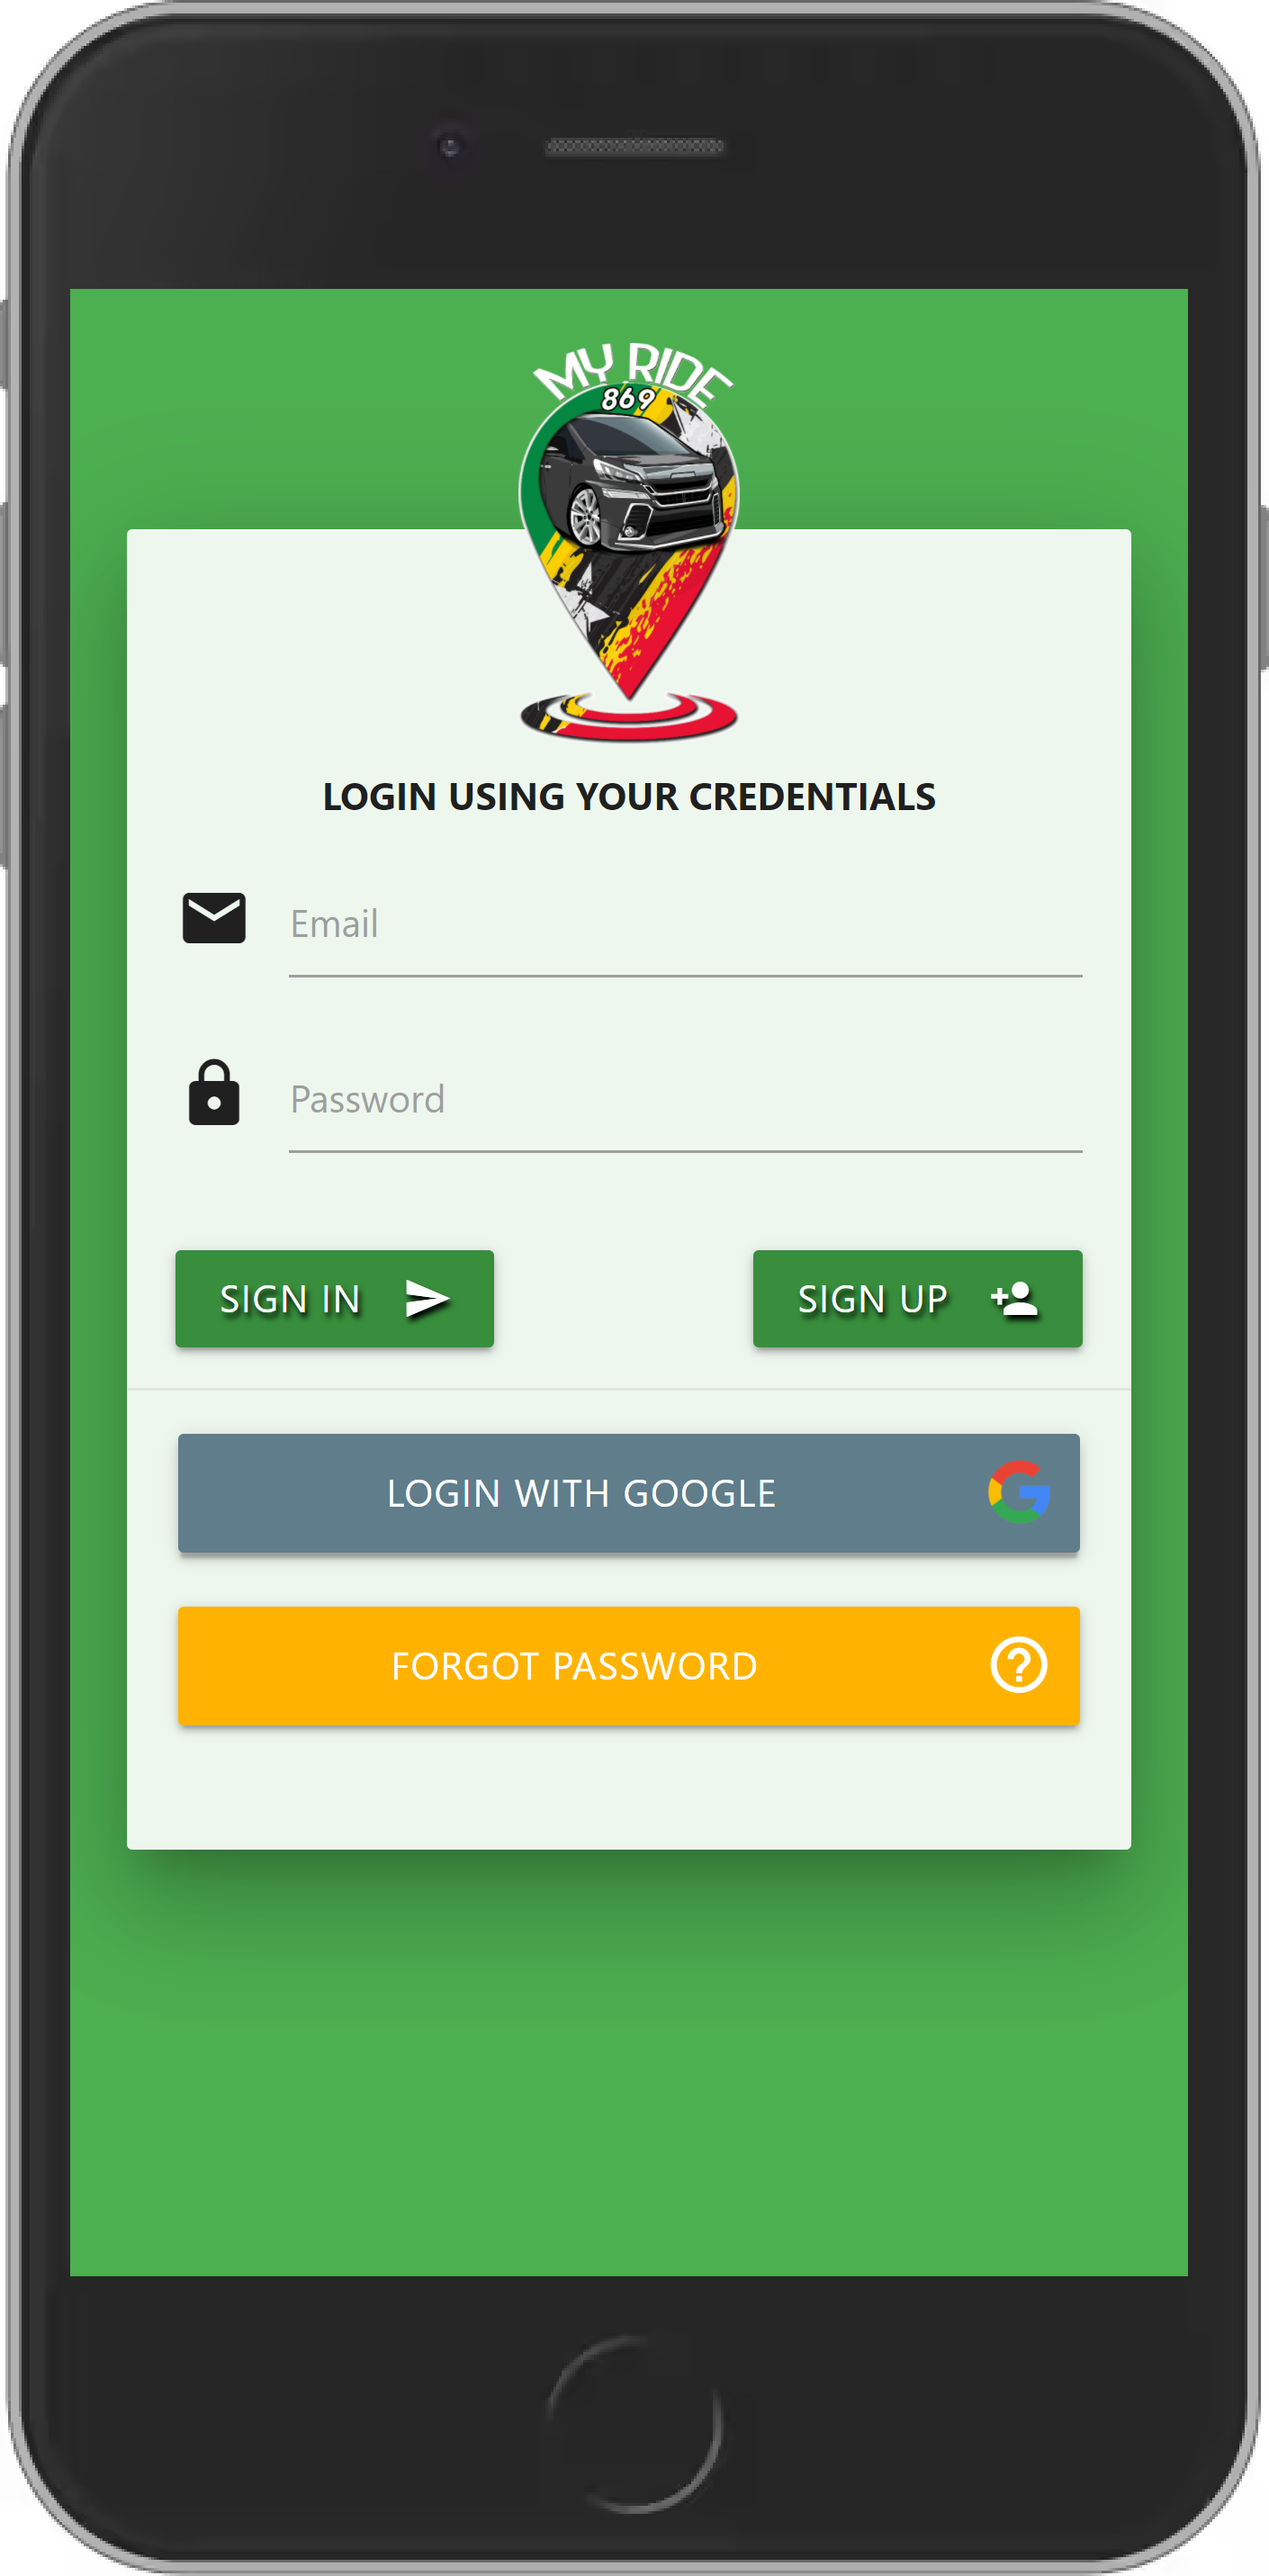 MY RIDE
869
LOGIN USING YOUR CREDENTIALS
Email
Password
SIGN IN
SIGN UP
LOGIN WITH GOOGLE
FORGOT PASSWORD